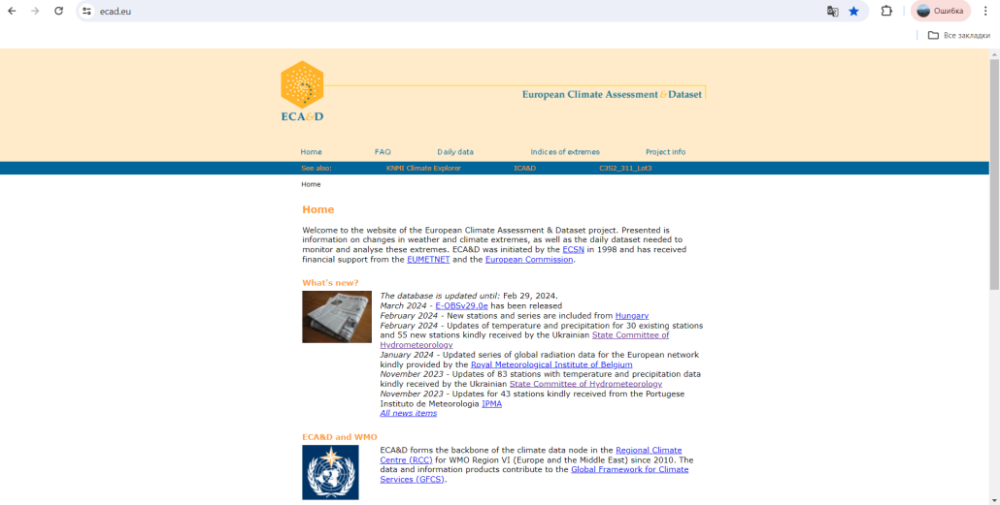 ecad.eu
Ошибка
Все закладки
European Climate Assessment & Dataset
ECA&D
Home FAQ Daily data Indices of extremes Project info
See also: KNMI Climate Explorer ICA&D C3S2_311_Lot3
Home
Home
Welcome to the website of the European Climate Assessment & Dataset project. Presented is
information on changes in weather and climate extremes, as well as the daily dataset needed to
monitor and analyse these extremes. ECA&D was initiated by the ECSN in 1998 and has received
financial support from the EUMETNET and the European Commission.
What's new?
The database is updated until: Feb 29, 2024.
March 2024 - E-OBSv29.0e has been released
February 2024 - New stations and series are included from Hungary
February 2024 - Updates of temperature and precipitation for 30 existing stations
and 55 new stations kindly received by the Ukrainian State Committee of
Hydrometeorology
January 2024 - Updated series of global radiation data for the European network
kindly provided by the Royal Meteorological Institute of Belgium
November 2023 - Updates of 83 stations with temperature and precipitation data
kindly received by the Ukrainian State Committee of Hydrometeorology
November 2023 - Updates for 43 stations kindly received from the Portugese
Instituto de Meteorologia IPMA
All news items
ECA&D and WMO
ECA&D forms the backbone of the climate data node in the Regional Climate
Centre (RCC) for WMO Region VI (Europe and the Middle East) since 2010. The
data and information products contribute to the Global Framework for Climate
Services (GFCS).